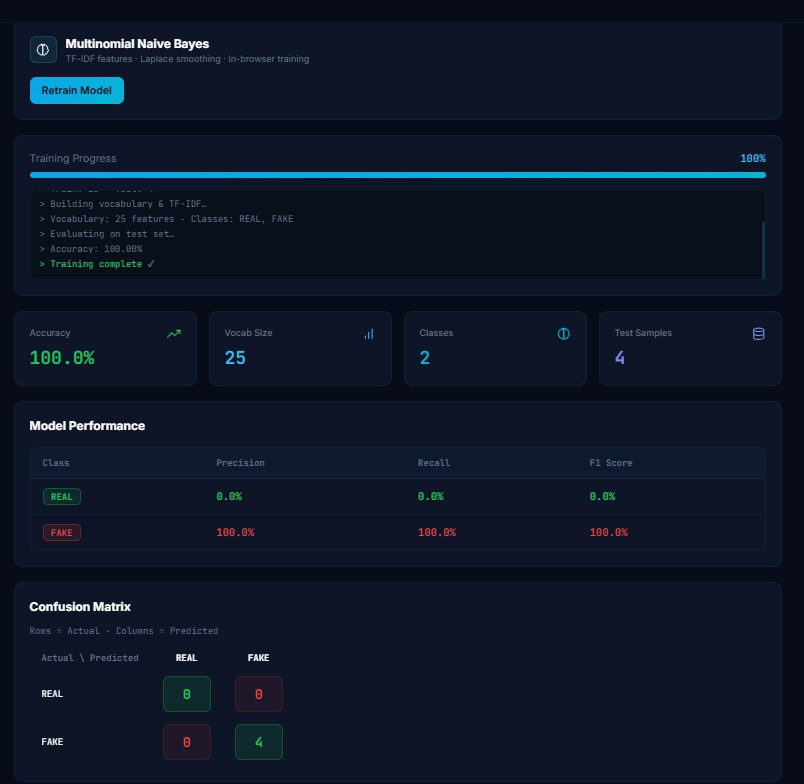 Multinomial Naive Bayes
TF-IDF features · Laplace smoothing · In-browser training
Retrain Model
Training Progress
100%
> Building vocabulary & TF-IDF…
> Vocabulary: 25 features · Classes: REAL, FAKE
> Evaluating on test set…
> Accuracy: 100.00%
> Training complete ✓
Accuracy
100.0%
Vocab Size
25
Classes
2
Test Samples
4
Model Performance
Class Precision Recall F1 Score
REAL 0.0% 0.0% 0.0%
FAKE 100.0% 100.0% 100.0%
Confusion Matrix
Rows = Actual · Columns = Predicted
Actual \ Predicted REAL FAKE
REAL 0 0
FAKE 0 4